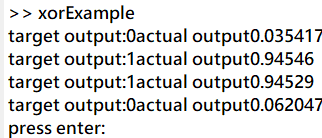 >> xorExample
target output:0actual output0.035417
target output:1actual output0.94546
target output:1actual output0.94529
target output:0actual output0.062047
press enter: